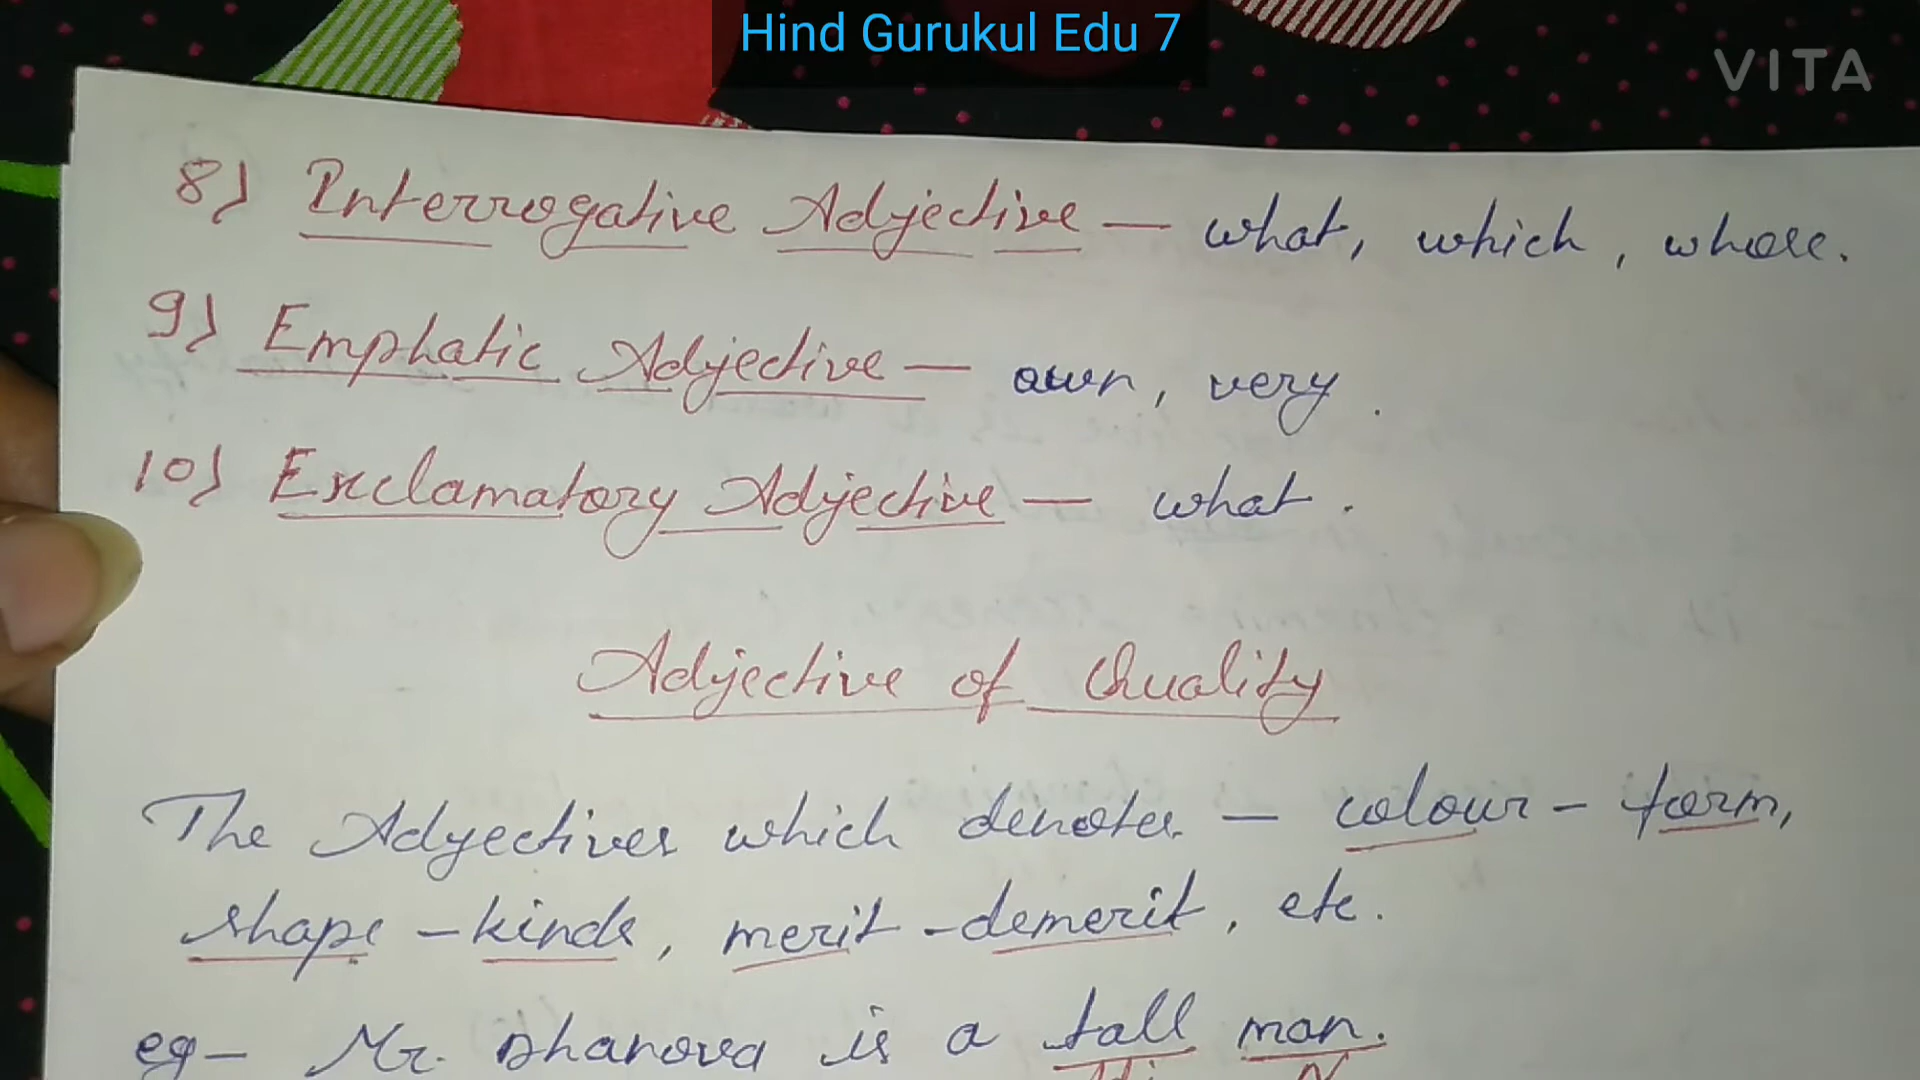 Hind Gurukul Edu 7
VITA
8) Interrogative Adjective — what, which, whose.
9) Emphatic Adjective — own, very.
10) Exclamatory Adjective — what.
Adjective of Quality
The Adjectives which denotes — colour - form,
shape - kinds, merit - demerit, etc.
eg - Mr. is a tall man.